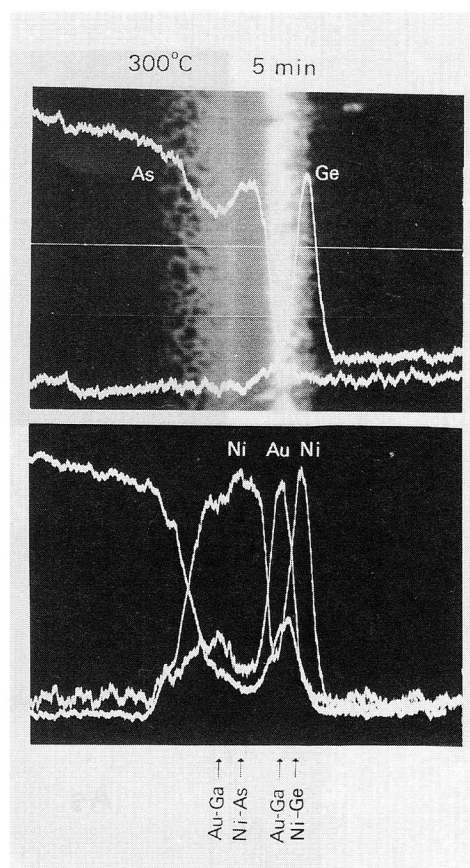 300°C 5 min
As Ge
Ni Au Ni
Au-Ga →
Ni-As →
Au-Ga →
Ni-Ge →